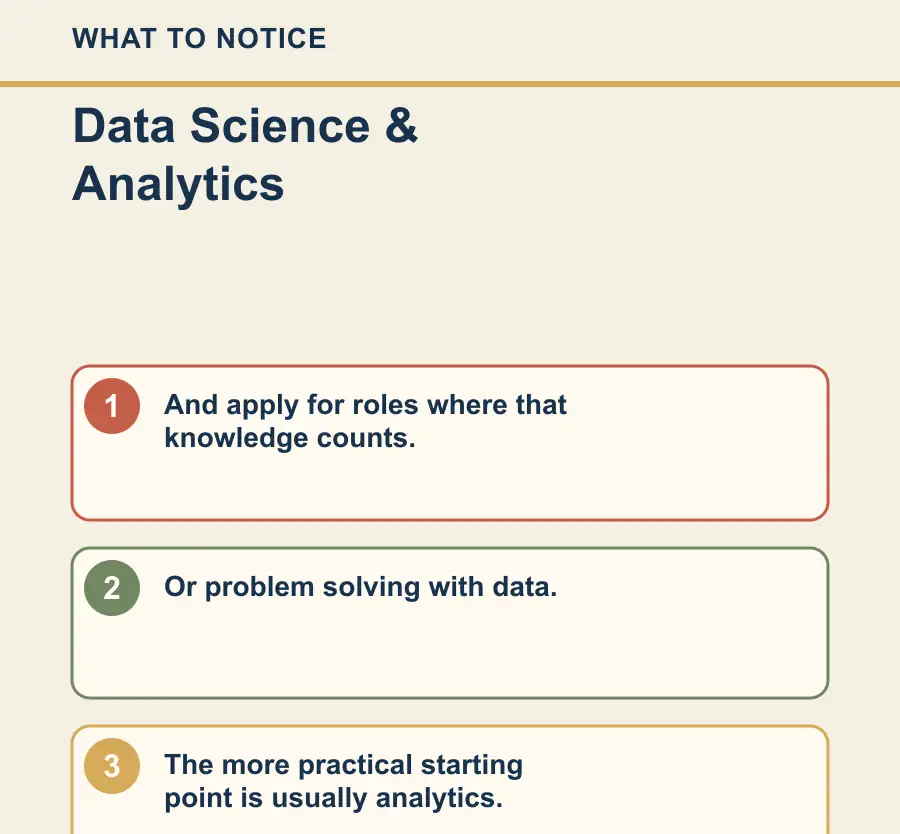 WHAT TO NOTICE
Data Science &
Analytics
1
And apply for roles where that
knowledge counts.
2
Or problem solving with data.
3
The more practical starting
point is usually analytics.